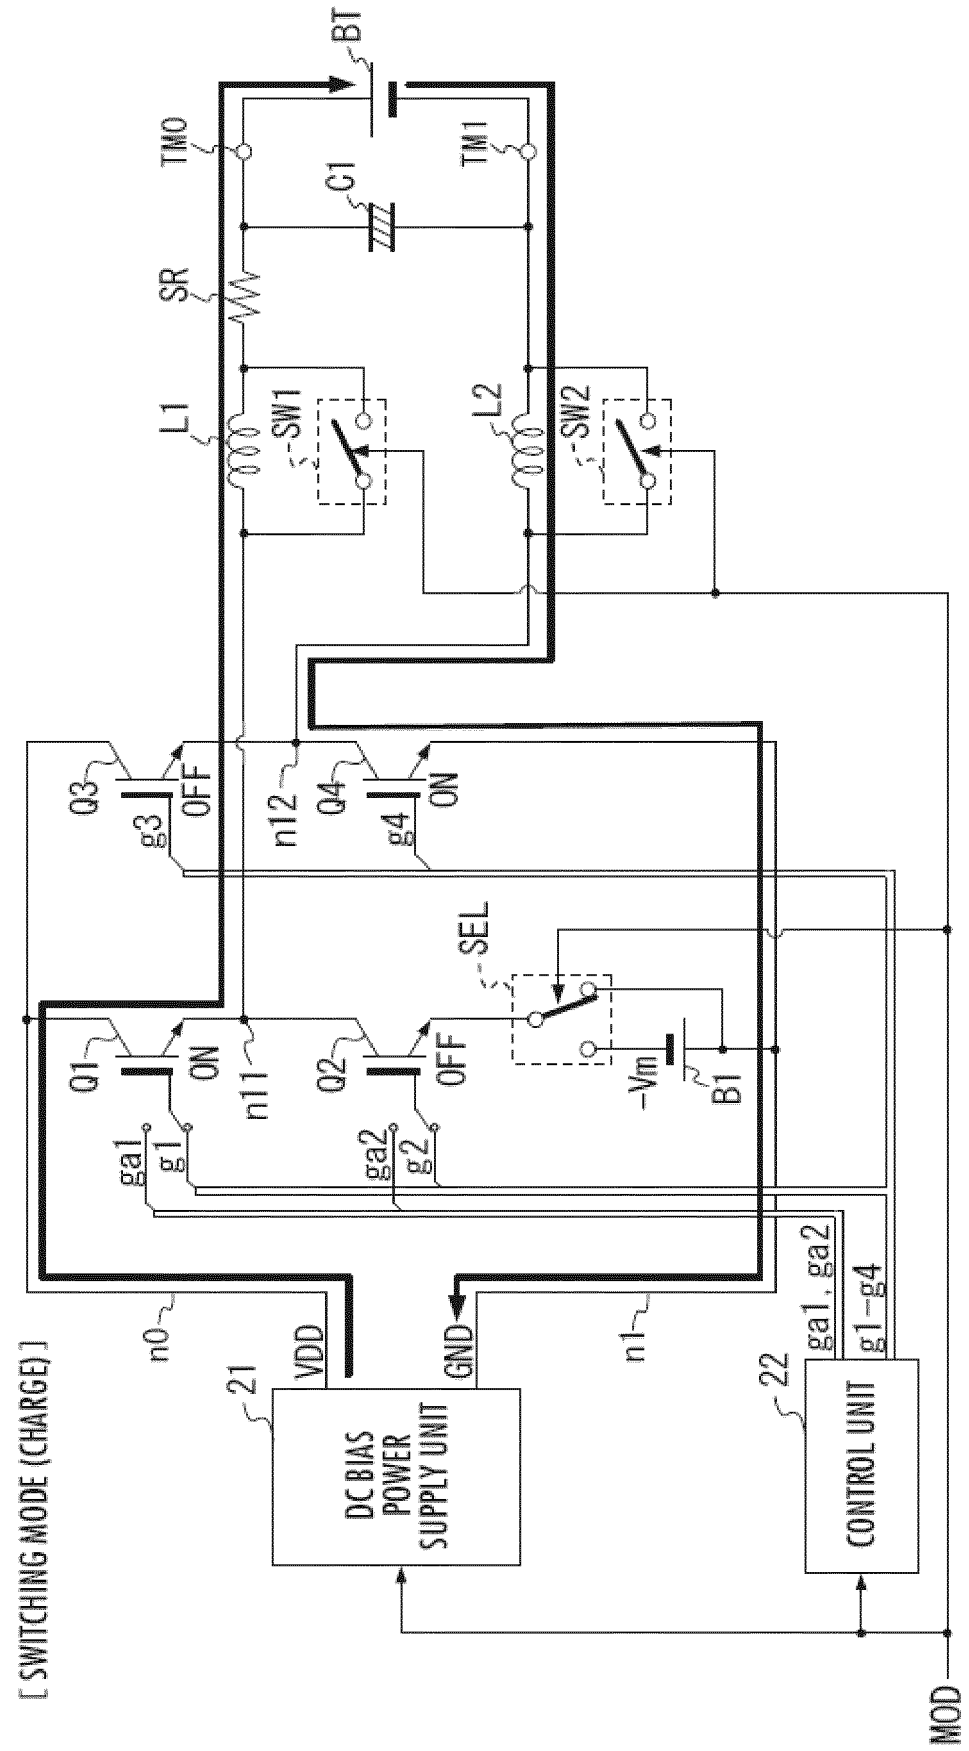 [ SWITCHING MODE (CHARGE) ]
n0
VDD
21
DC BIAS
POWER
SUPPLY UNIT
GND
n1
ga1, ga2
g1–g4
22
CONTROL UNIT
MOD
Q1
ON
ga1
g1
n11
Q2
OFF
ga2
g2
SEL
-Vm
B1
Q3
OFF
g3
n12
Q4
ON
g4
L1
SR
TM0
BT
C1
TM1
SW1
L2
SW2